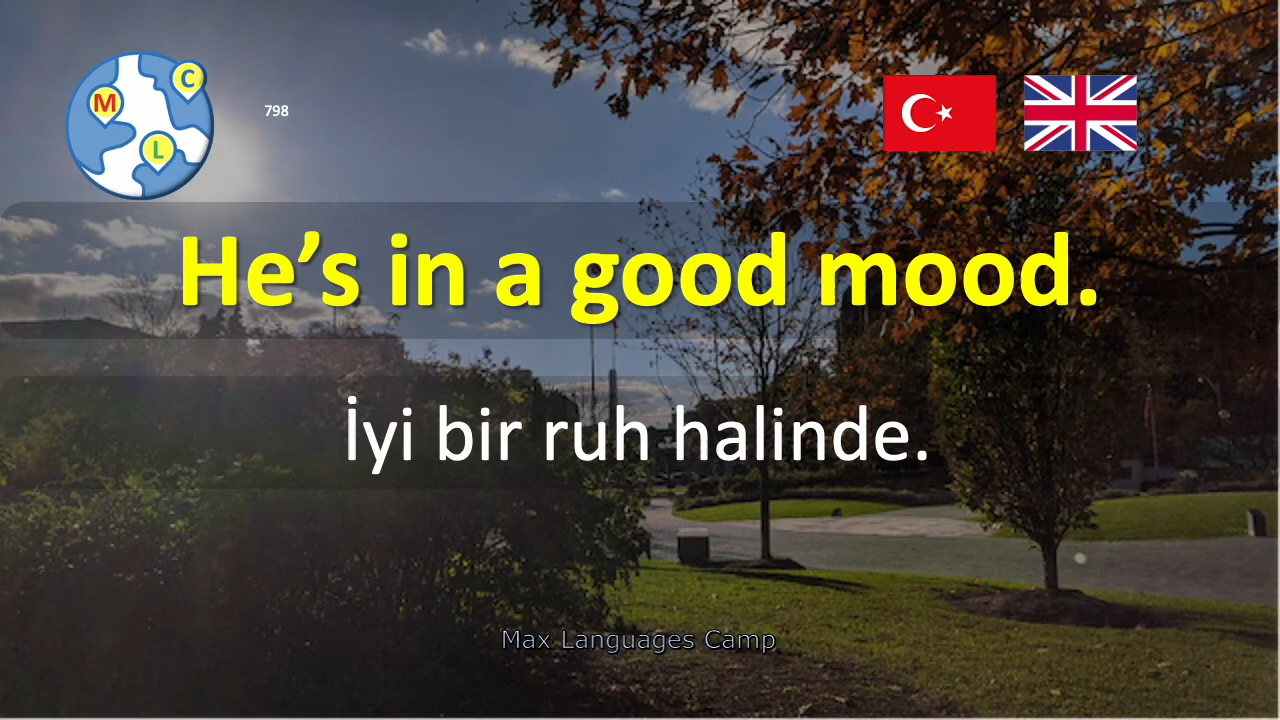 M
C
L
798
He’s in a good mood.
İyi bir ruh halinde.
Max Languages Camp